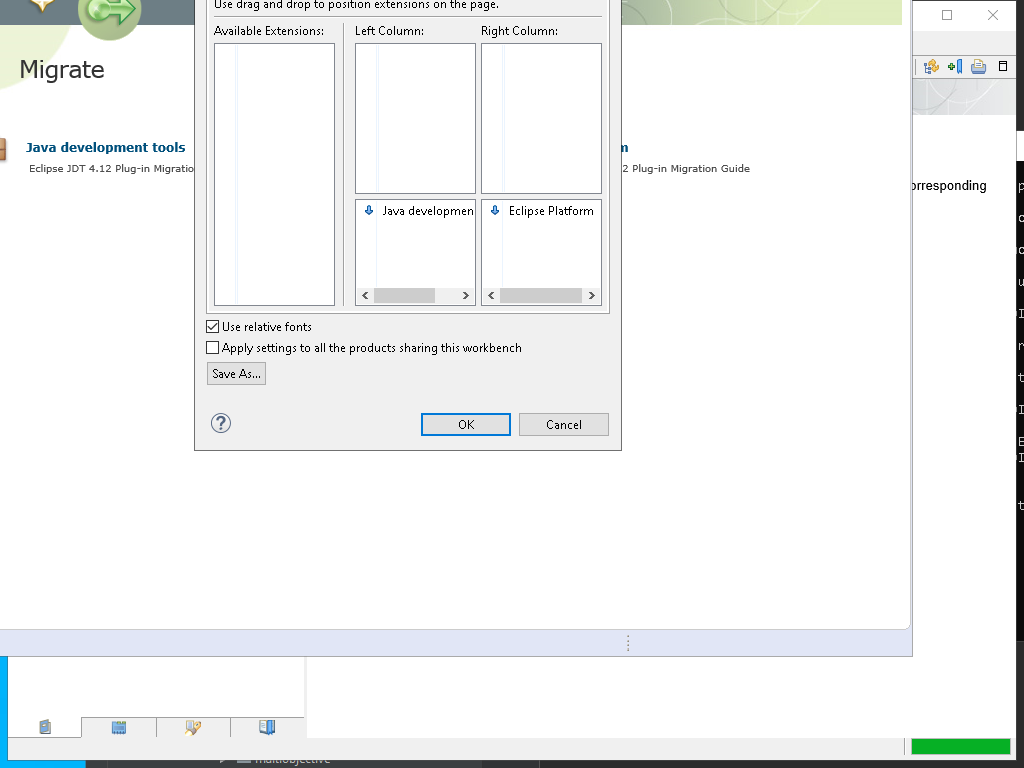 Use drag and drop to position extensions on the page.
Available Extensions:
Left Column:
Right Column:
Migrate
Java development tools
Eclipse JDT 4.12 Plug-in Migratio
m
2 Plug-in Migration Guide
orresponding
Java developmen
Eclipse Platform
Use relative fonts
Apply settings to all the products sharing this workbench
Save As...
?
OK
Cancel
multiobjective